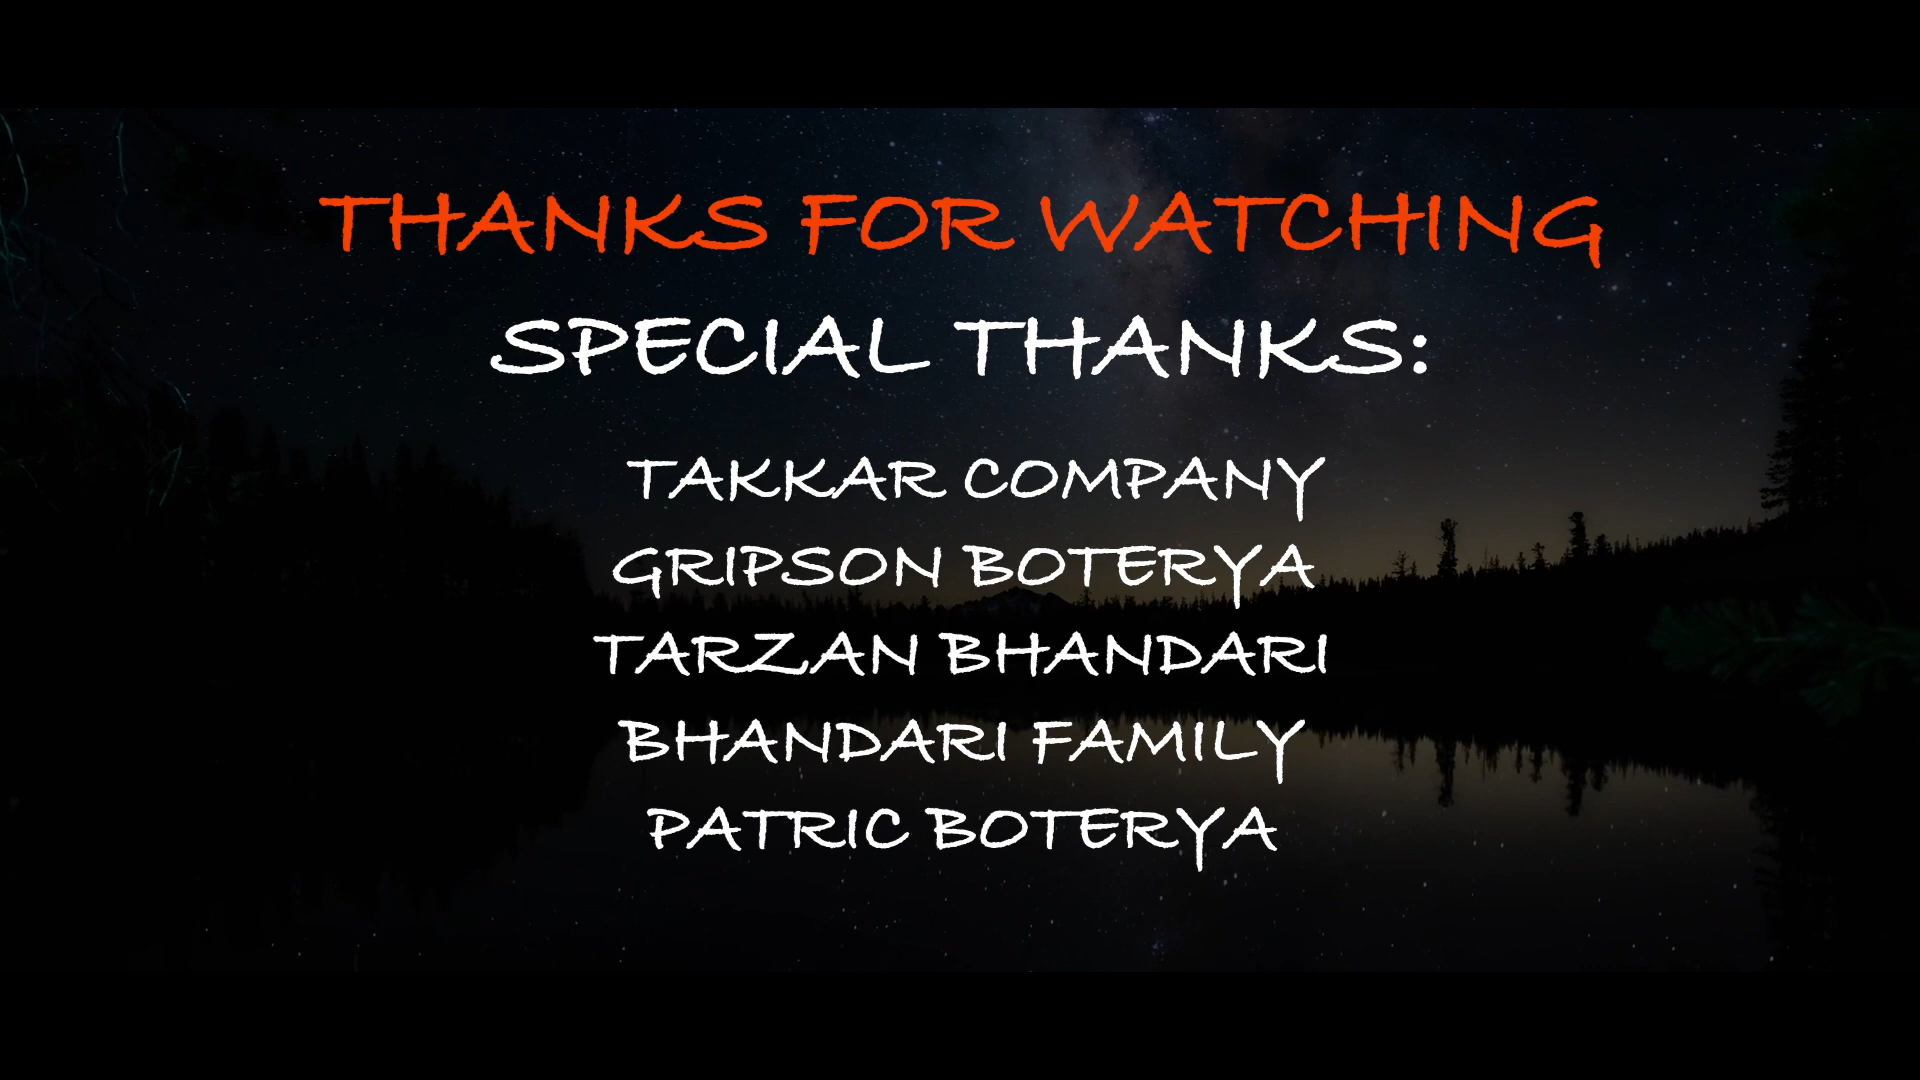 THANKS FOR WATCHING
SPECIAL THANKS:
TAKKAR COMPANY
GRIPSON BOTERYA
TARZAN BHANDARI
BHANDARI FAMILY
PATRIC BOTERYA